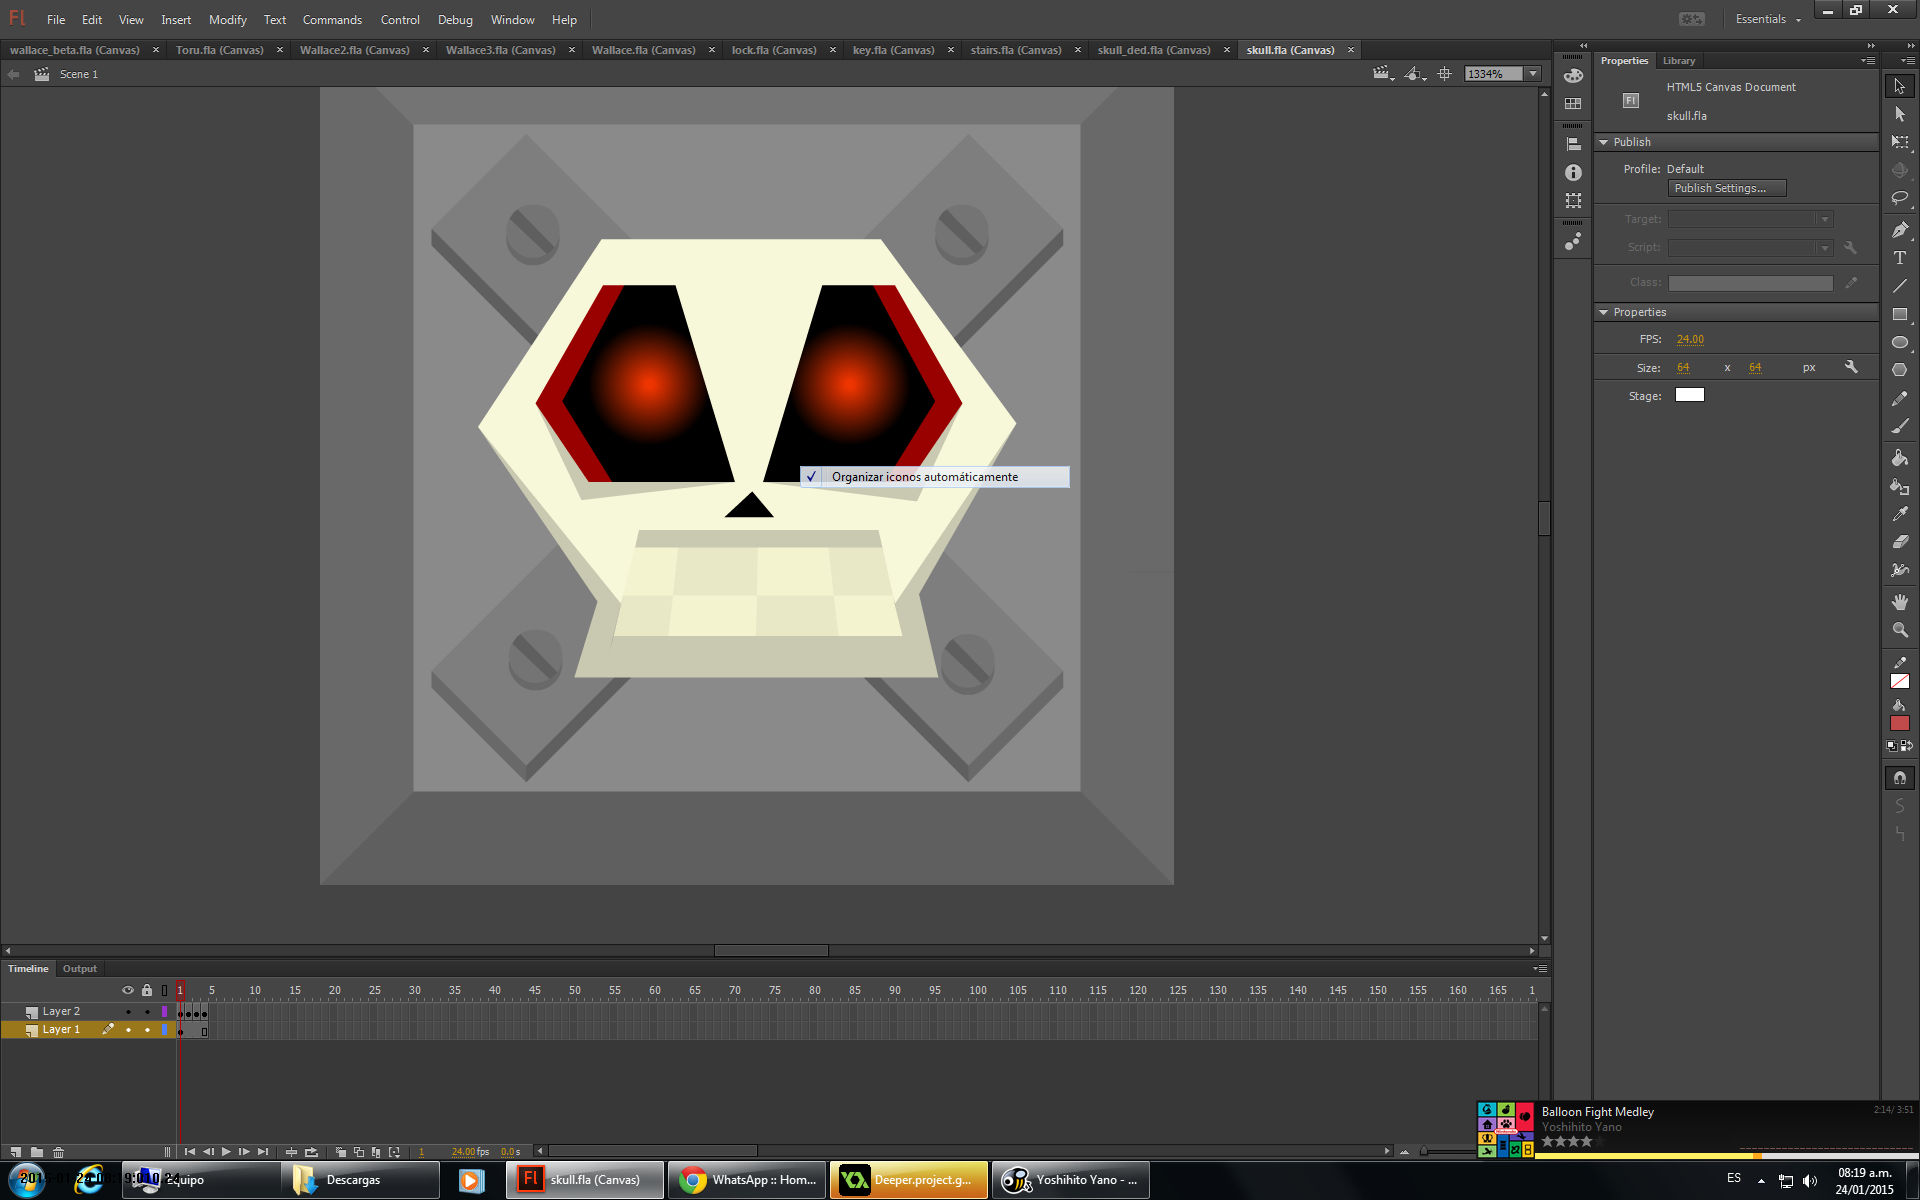 Fl File Edit View Insert Modify Text Commands Control Debug Window Help Essentials
wallace_beta.fla (Canvas) Toru.fla (Canvas) Wallace2.fla (Canvas) Wallace3.fla (Canvas) Wallace.fla (Canvas) lock.fla (Canvas) key.fla (Canvas) stairs.fla (Canvas) skull_ded.fla (Canvas) skull.fla (Canvas)
Scene 1
1334%
Properties Library
HTML5 Canvas Document
Fl
skull.fla
Publish
Profile: Default
Publish Settings...
Target:
Script:
Class:
Properties
FPS: 24.00
Size: 64 x 64 px
Stage:
Organizar iconos automáticamente
Timeline Output
1 5 10 15 20 25 30 35 40 45 50 55 60 65 70 75 80 85 90 95 100 105 110 115 120 125 130 135 140 145 150 155 160 165 1
Layer 2
Layer 1
1 24.00 fps 0.0 s
Balloon Fight Medley
2:14/ 3:51
Yoshihito Yano
Equipo
Descargas
Fl skull.fla (Canvas)
WhatsApp :: Hom...
Deeper.project.g...
Yoshihito Yano - ...
ES
08:19 a.m.
24/01/2015